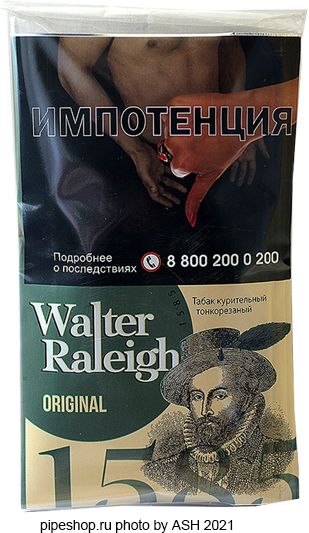 ИМПОТЕНЦИЯ
Подробнее
о последствиях
8 800 200 0 200
1585
Табак курительный
тонкорезаный
Walter
Raleigh
ORIGINAL
1585
pipeshop.ru photo by ASH 2021